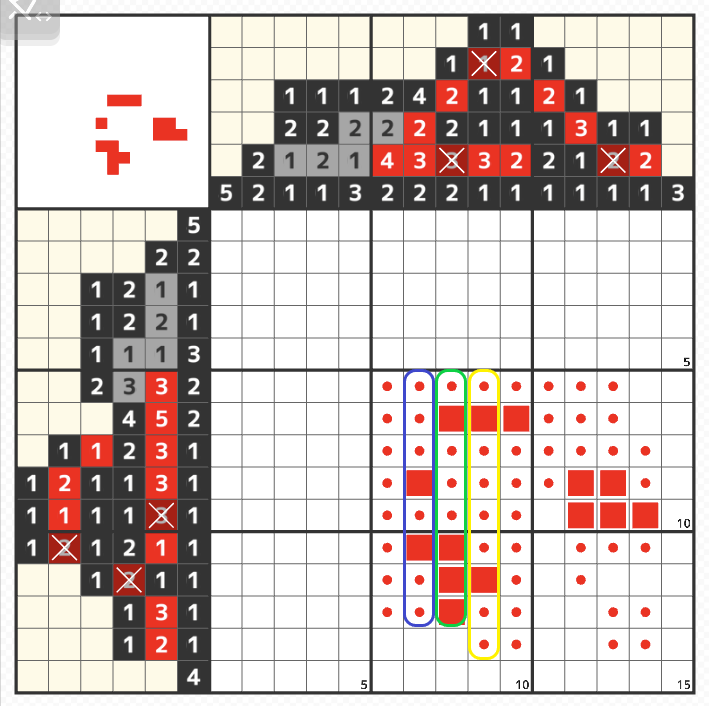 1 1
1 2 1
1 1 1 2 4 2 1 1 2 1
2 2 2 2 2 2 1 1 1 3 1 1
2 1 2 1 4 3 3 3 2 2 1 2 2
5 2 1 1 3 2 2 2 1 1 1 1 1 1 3
5
2 2
1 2 1 1
1 2 2 1
1 1 1 3 5
2 3 3 2
4 5 2
1 1 2 3 1
1 2 1 1 3 1
1 1 1 1 3 1 10
1 2 1 2 1 1
1 2 1 1
1 3 1
1 2 1
4 5 10 15